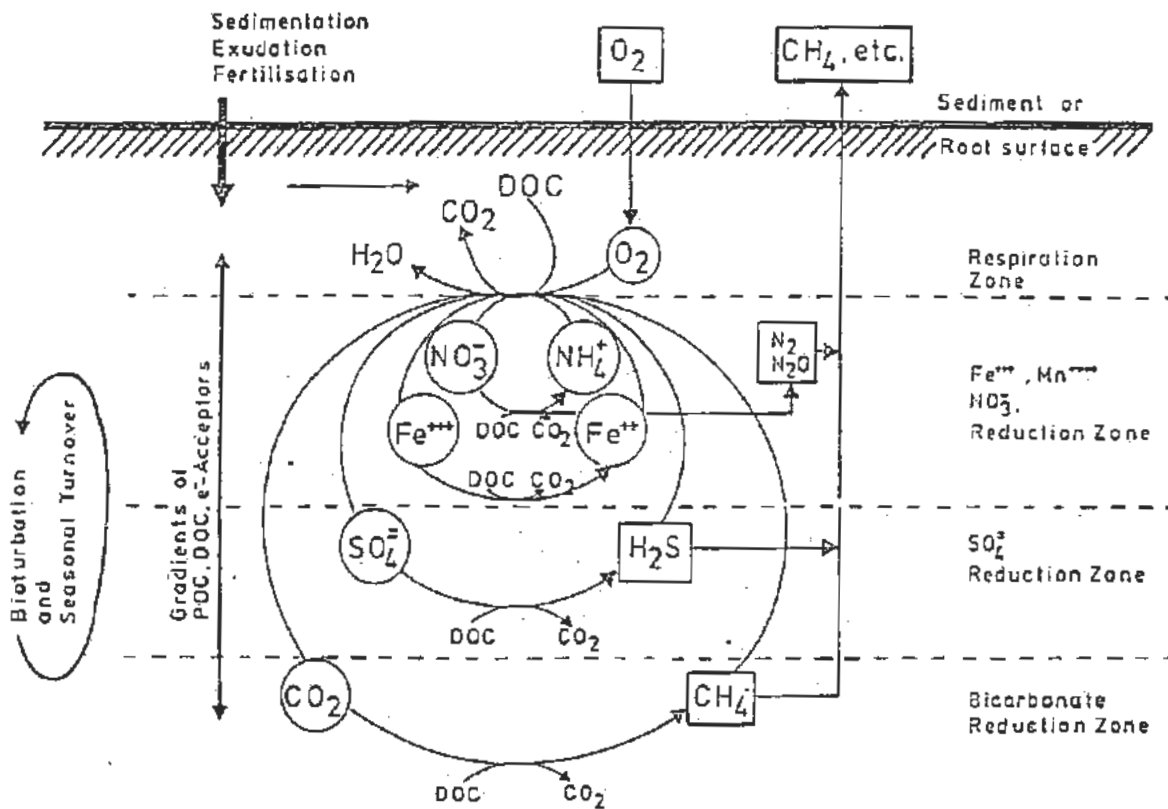 Sedimentation
Exudation
Fertilisation
O₂
CH₄, etc.
Sediment or
Root surface
DOC
CO₂
H₂O
O₂
Respiration
Zone
NO₃⁻
NH₄⁺
N₂
N₂O
DOC CO₂
Fe⁺⁺⁺
Fe⁺⁺
DOC CO₂
Fe⁺⁺⁺, Mn⁺⁺⁺⁺
NO₃⁻,
Reduction Zone
Bioturbation
and
Seasonal Turnover
Gradients of
POC, DOC, e⁻-Acceptors
SO₄⁼
H₂S
DOC CO₂
SO₄⁼
Reduction Zone
CO₂
CH₄
DOC CO₂
Bicarbonate
Reduction Zone